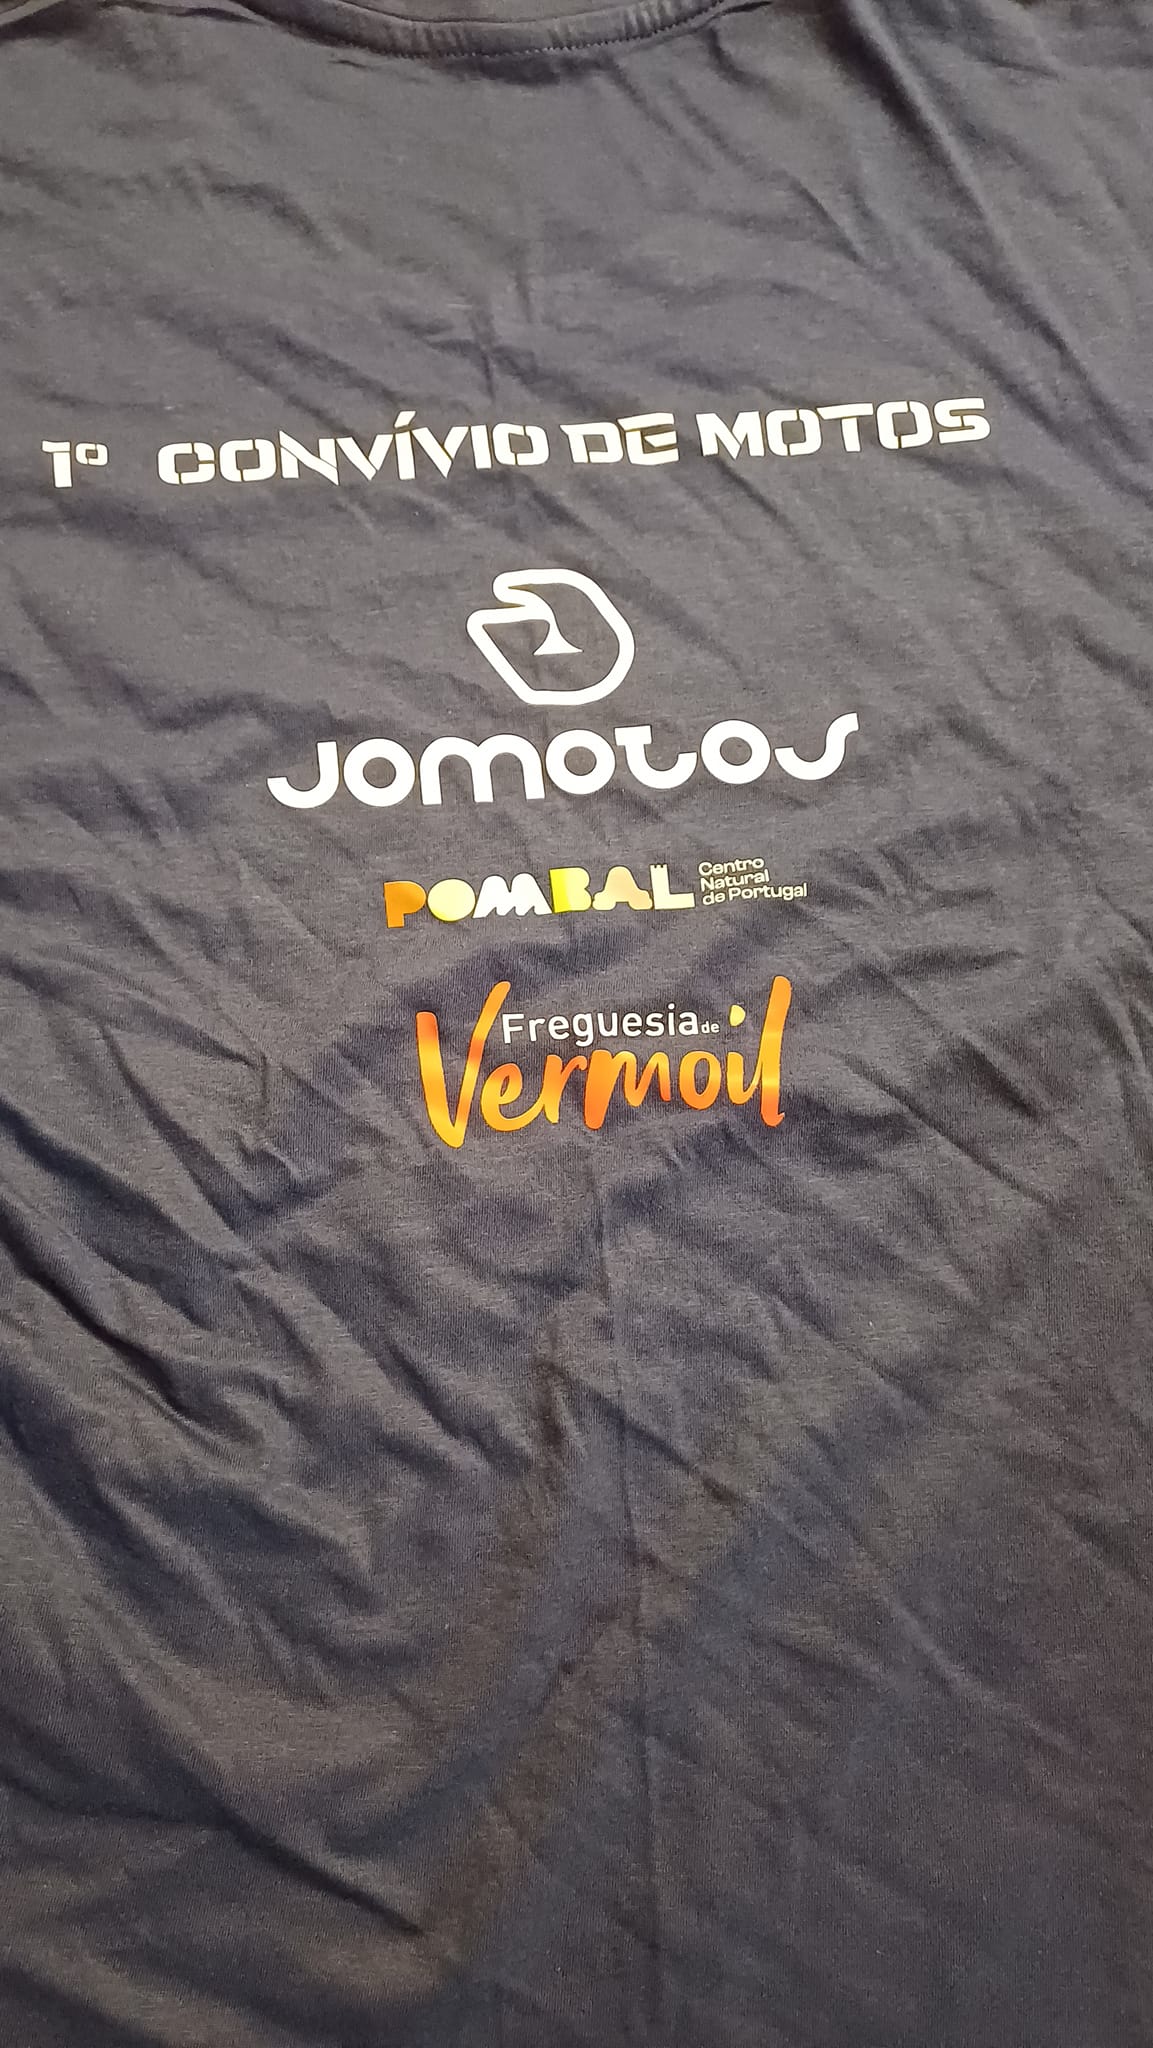 1º CONVÍVIO DE MOTOS
JOMOTOS
POMBAL
Centro
Natural
de Portugal
Freguesia de
Vermoil